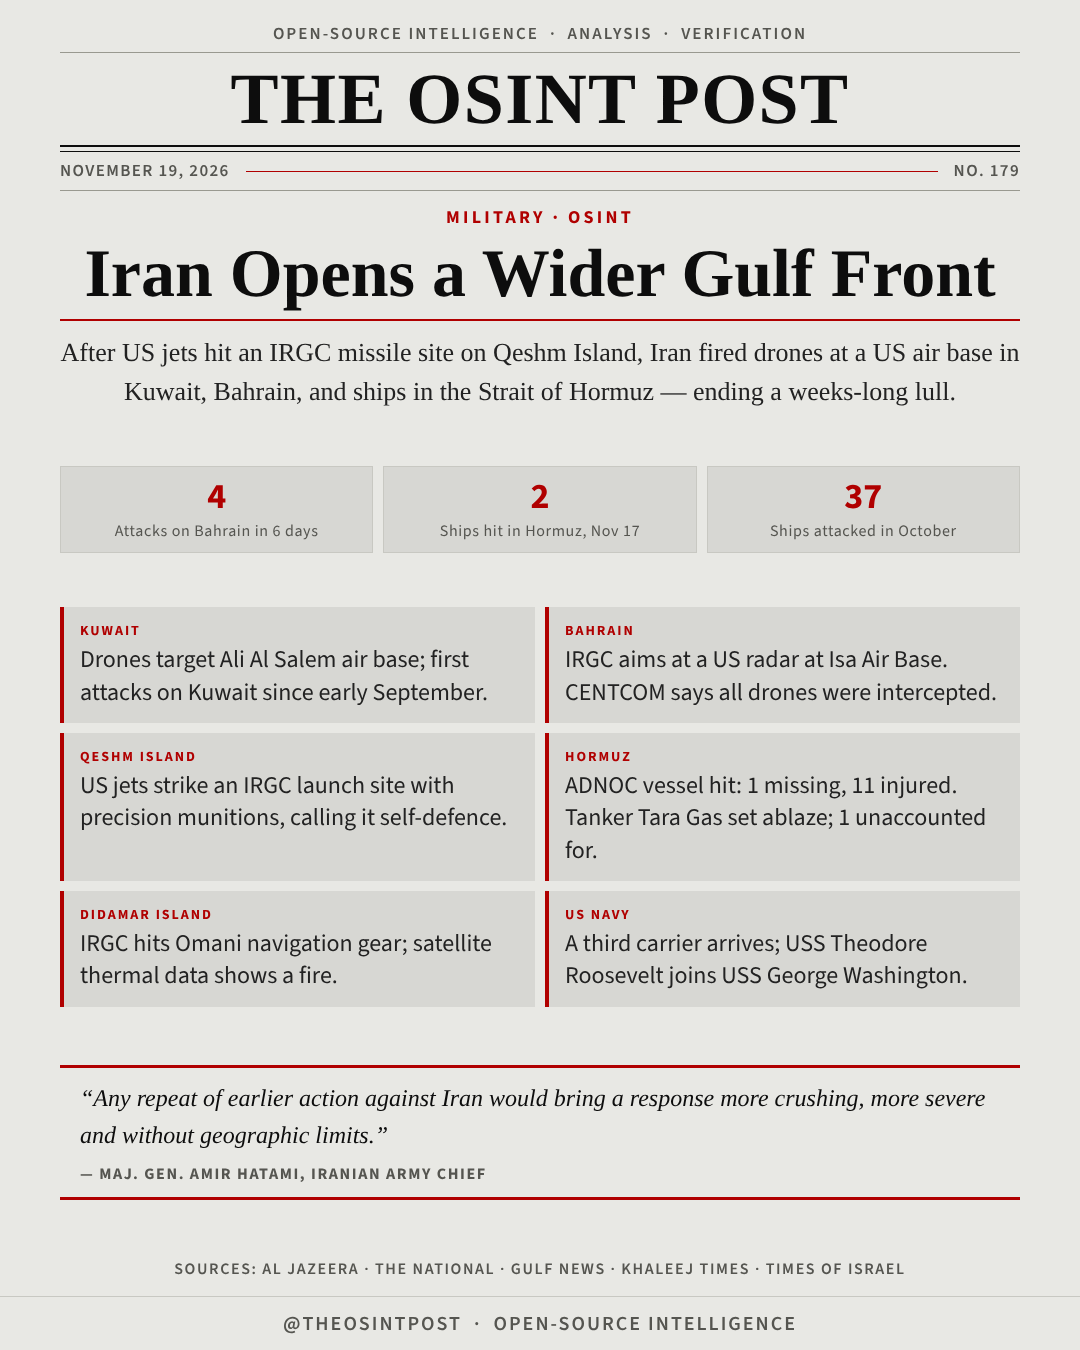 OPEN-SOURCE INTELLIGENCE · ANALYSIS · VERIFICATION
THE OSINT POST
NOVEMBER 19, 2026
NO. 179
MILITARY · OSINT
Iran Opens a Wider Gulf Front
After US jets hit an IRGC missile site on Qeshm Island, Iran fired drones at a US air base in
Kuwait, Bahrain, and ships in the Strait of Hormuz — ending a weeks-long lull.
4
Attacks on Bahrain in 6 days
2
Ships hit in Hormuz, Nov 17
37
Ships attacked in October
KUWAIT
Drones target Ali Al Salem air base; first
attacks on Kuwait since early September.
BAHRAIN
IRGC aims at a US radar at Isa Air Base.
CENTCOM says all drones were intercepted.
QESHM ISLAND
US jets strike an IRGC launch site with
precision munitions, calling it self-defence.
HORMUZ
ADNOC vessel hit: 1 missing, 11 injured.
Tanker Tara Gas set ablaze; 1 unaccounted
for.
DIDAMAR ISLAND
IRGC hits Omani navigation gear; satellite
thermal data shows a fire.
US NAVY
A third carrier arrives; USS Theodore
Roosevelt joins USS George Washington.
“Any repeat of earlier action against Iran would bring a response more crushing, more severe
and without geographic limits.”
— MAJ. GEN. AMIR HATAMI, IRANIAN ARMY CHIEF
SOURCES: AL JAZEERA · THE NATIONAL · GULF NEWS · KHALEEJ TIMES · TIMES OF ISRAEL
@THEOSINTPOST · OPEN-SOURCE INTELLIGENCE